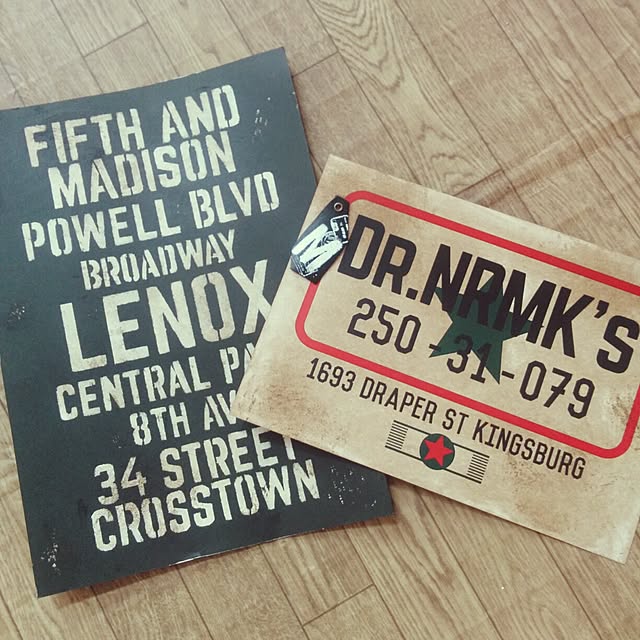 FIFTH AND
MADISON
POWELL BLVD
BROADWAY
LENOX
CENTRAL
8TH
34 STREET
CROSSTOWN
DR.NRMK'S
250-31-079
1693 DRAPER ST KINGSBURG